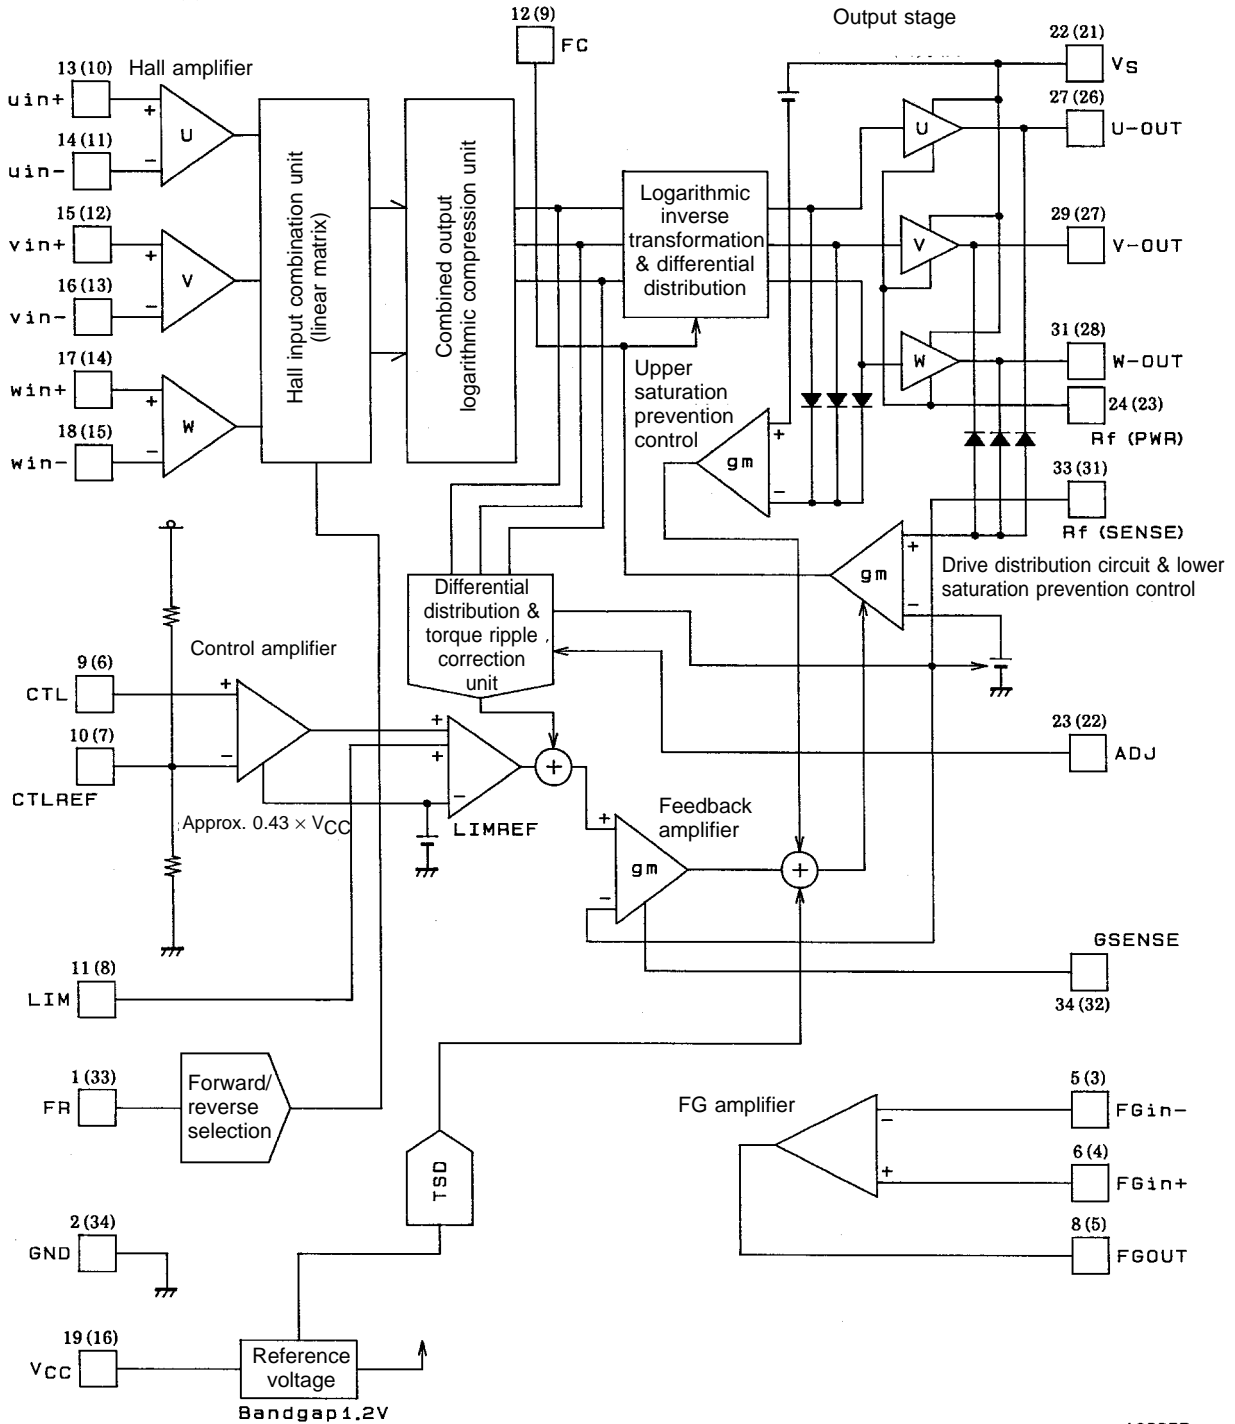 12 (9)
FC
Output stage
22 (21)
VS
13 (10)
Hall amplifier
uin+
+
U
14 (11)
−
uin-
27 (26)
U
U-OUT
15 (12)
vin+
+
V
16 (13)
−
vin-
29 (27)
V
V-OUT
17 (14)
win+
+
W
18 (15)
−
win-
31 (28)
W
W-OUT
24 (23)
Rf (PWR)
33 (31)
Rf (SENSE)
Hall input combination unit
(linear matrix)
Combined output
logarithmic compression unit
Logarithmic
inverse
transformation
& differential
distribution
Upper
saturation
prevention
control
+
gm
−
+
gm
−
Drive distribution circuit & lower
saturation prevention control
Differential
distribution &
torque ripple
correction
unit
Control amplifier
9 (6)
CTL
+
10 (7)
−
CTLREF
Approx. 0.43 × VCC
+
+
−
LIMREF
+
23 (22)
ADJ
Feedback
amplifier
+
gm
−
+
GSENSE
34 (32)
11 (8)
LIM
1 (33)
FR
Forward/
reverse
selection
TSD
FG amplifier
5 (3)
−
FGin-
6 (4)
+
FGin+
8 (5)
FGOUT
2 (34)
GND
19 (16)
VCC
Reference
voltage
Bandgap1.2V